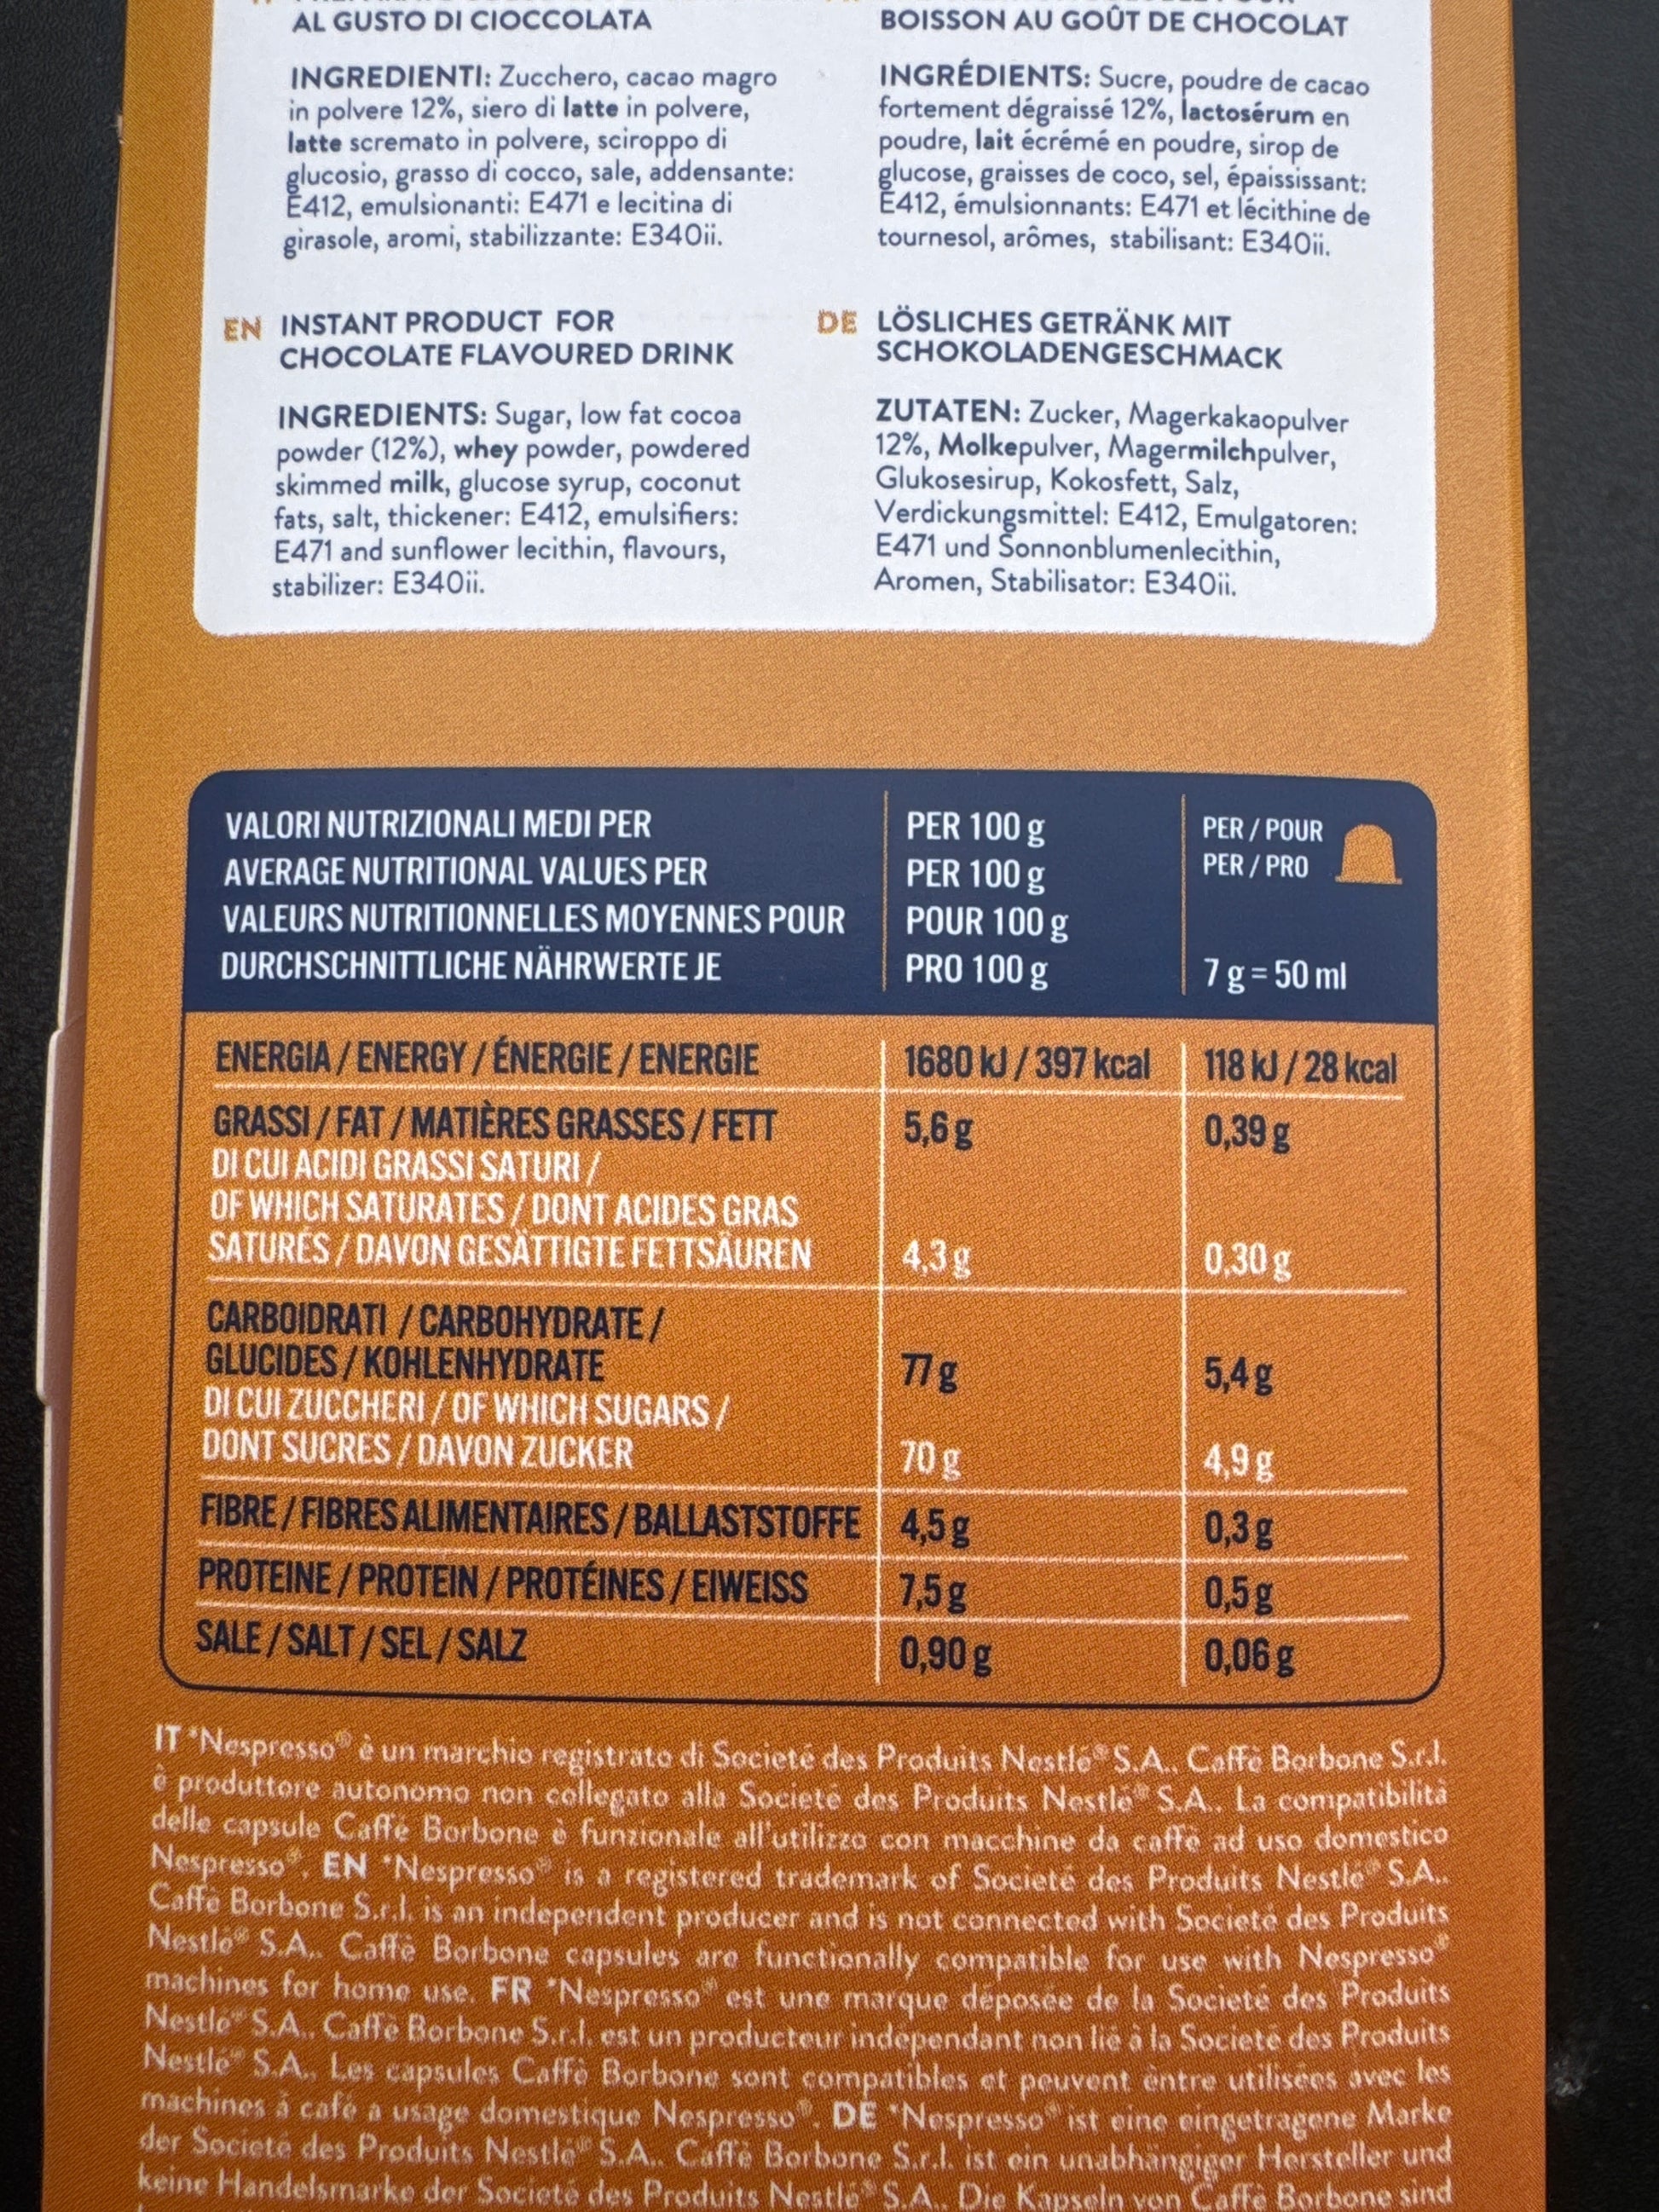 AL GUSTO DI CIOCCOLATA
INGREDIENTI: Zucchero, cacao magro
in polvere 12%, siero di latte in polvere,
latte scremato in polvere, sciroppo di
glucosio, grasso di cocco, sale, addensante:
E412, emulsionanti: E471 e lecitina di
girasole, aromi, stabilizzante: E340ii.
BOISSON AU GOÛT DE CHOCOLAT
INGRÉDIENTS: Sucre, poudre de cacao
fortement dégraissé 12%, lactosérum en
poudre, lait écrémé en poudre, sirop de
glucose, graisses de coco, sel, épaississant:
E412, émulsionnants: E471 et lécithine de
tournesol, arômes, stabilisant: E340ii.
EN INSTANT PRODUCT FOR
CHOCOLATE FLAVOURED DRINK
INGREDIENTS: Sugar, low fat cocoa
powder (12%), whey powder, powdered
skimmed milk, glucose syrup, coconut
fats, salt, thickener: E412, emulsifiers:
E471 and sunflower lecithin, flavours,
stabilizer: E340ii.
DE LÖSLICHES GETRÄNK MIT
SCHOKOLADENGESCHMACK
ZUTATEN: Zucker, Magerkakaopulver
12%, Molkepulver, Magermilchpulver,
Glukosesirup, Kokosfett, Salz,
Verdickungsmittel: E412, Emulgatoren:
E471 und Sonnonblumenlecithin,
Aromen, Stabilisator: E340ii.
VALORI NUTRIZIONALI MEDI PER PER 100 g PER / POUR
AVERAGE NUTRITIONAL VALUES PER PER 100 g PER / PRO
VALEURS NUTRITIONNELLES MOYENNES POUR POUR 100 g
DURCHSCHNITTLICHE NÄHRWERTE JE PRO 100 g 7 g = 50 ml
ENERGIA / ENERGY / ÉNERGIE / ENERGIE 1680 kJ / 397 kcal 118 kJ / 28 kcal
GRASSI / FAT / MATIÈRES GRASSES / FETT 5,6 g 0,39 g
DI CUI ACIDI GRASSI SATURI /
OF WHICH SATURATES / DONT ACIDES GRAS
SATURÉS / DAVON GESÄTTIGTE FETTSÄUREN 4,3 g 0,30 g
CARBOIDRATI / CARBOHYDRATE /
GLUCIDES / KOHLENHYDRATE 77 g 5,4 g
DI CUI ZUCCHERI / OF WHICH SUGARS /
DONT SUCRES / DAVON ZUCKER 70 g 4,9 g
FIBRE / FIBRES ALIMENTAIRES / BALLASTSTOFFE 4,5 g 0,3 g
PROTEINE / PROTEIN / PROTÉINES / EIWEISS 7,5 g 0,5 g
SALE / SALT / SEL / SALZ 0,90 g 0,06 g
IT *Nespresso® è un marchio registrato di Societé des Produits Nestlé® S.A.. Caffè Borbone S.r.l.
è produttore autonomo non collegato alla Societé des Produits Nestlé® S.A.. La compatibilità
delle capsule Caffè Borbone è funzionale all'utilizzo con macchine da caffè ad uso domestico
Nespresso®. EN *Nespresso® is a registered trademark of Societé des Produits Nestlé® S.A..
Caffè Borbone S.r.l. is an independent producer and is not connected with Societé des Produits
Nestlé® S.A.. Caffè Borbone capsules are functionally compatible for use with Nespresso®
machines for home use. FR *Nespresso® est une marque déposée de la Societé des Produits
Nestlé® S.A.. Caffè Borbone S.r.l. est un producteur indépendant non lié à la Societé des Produits
Nestlé® S.A.. Les capsules Caffè Borbone sont compatibles et peuvent èntre utilisées avec les
machines à café à usage domestique Nespresso®. DE *Nespresso® ist eine eingetragene Marke
der Societé des Produits Nestlé® S.A.. Caffè Borbone S.r.l. ist ein unabhängiger Hersteller und
keine Handelsmarke der Societé des Produits Nestlé® S.A.. Die Kapseln von Caffè Borbone sind